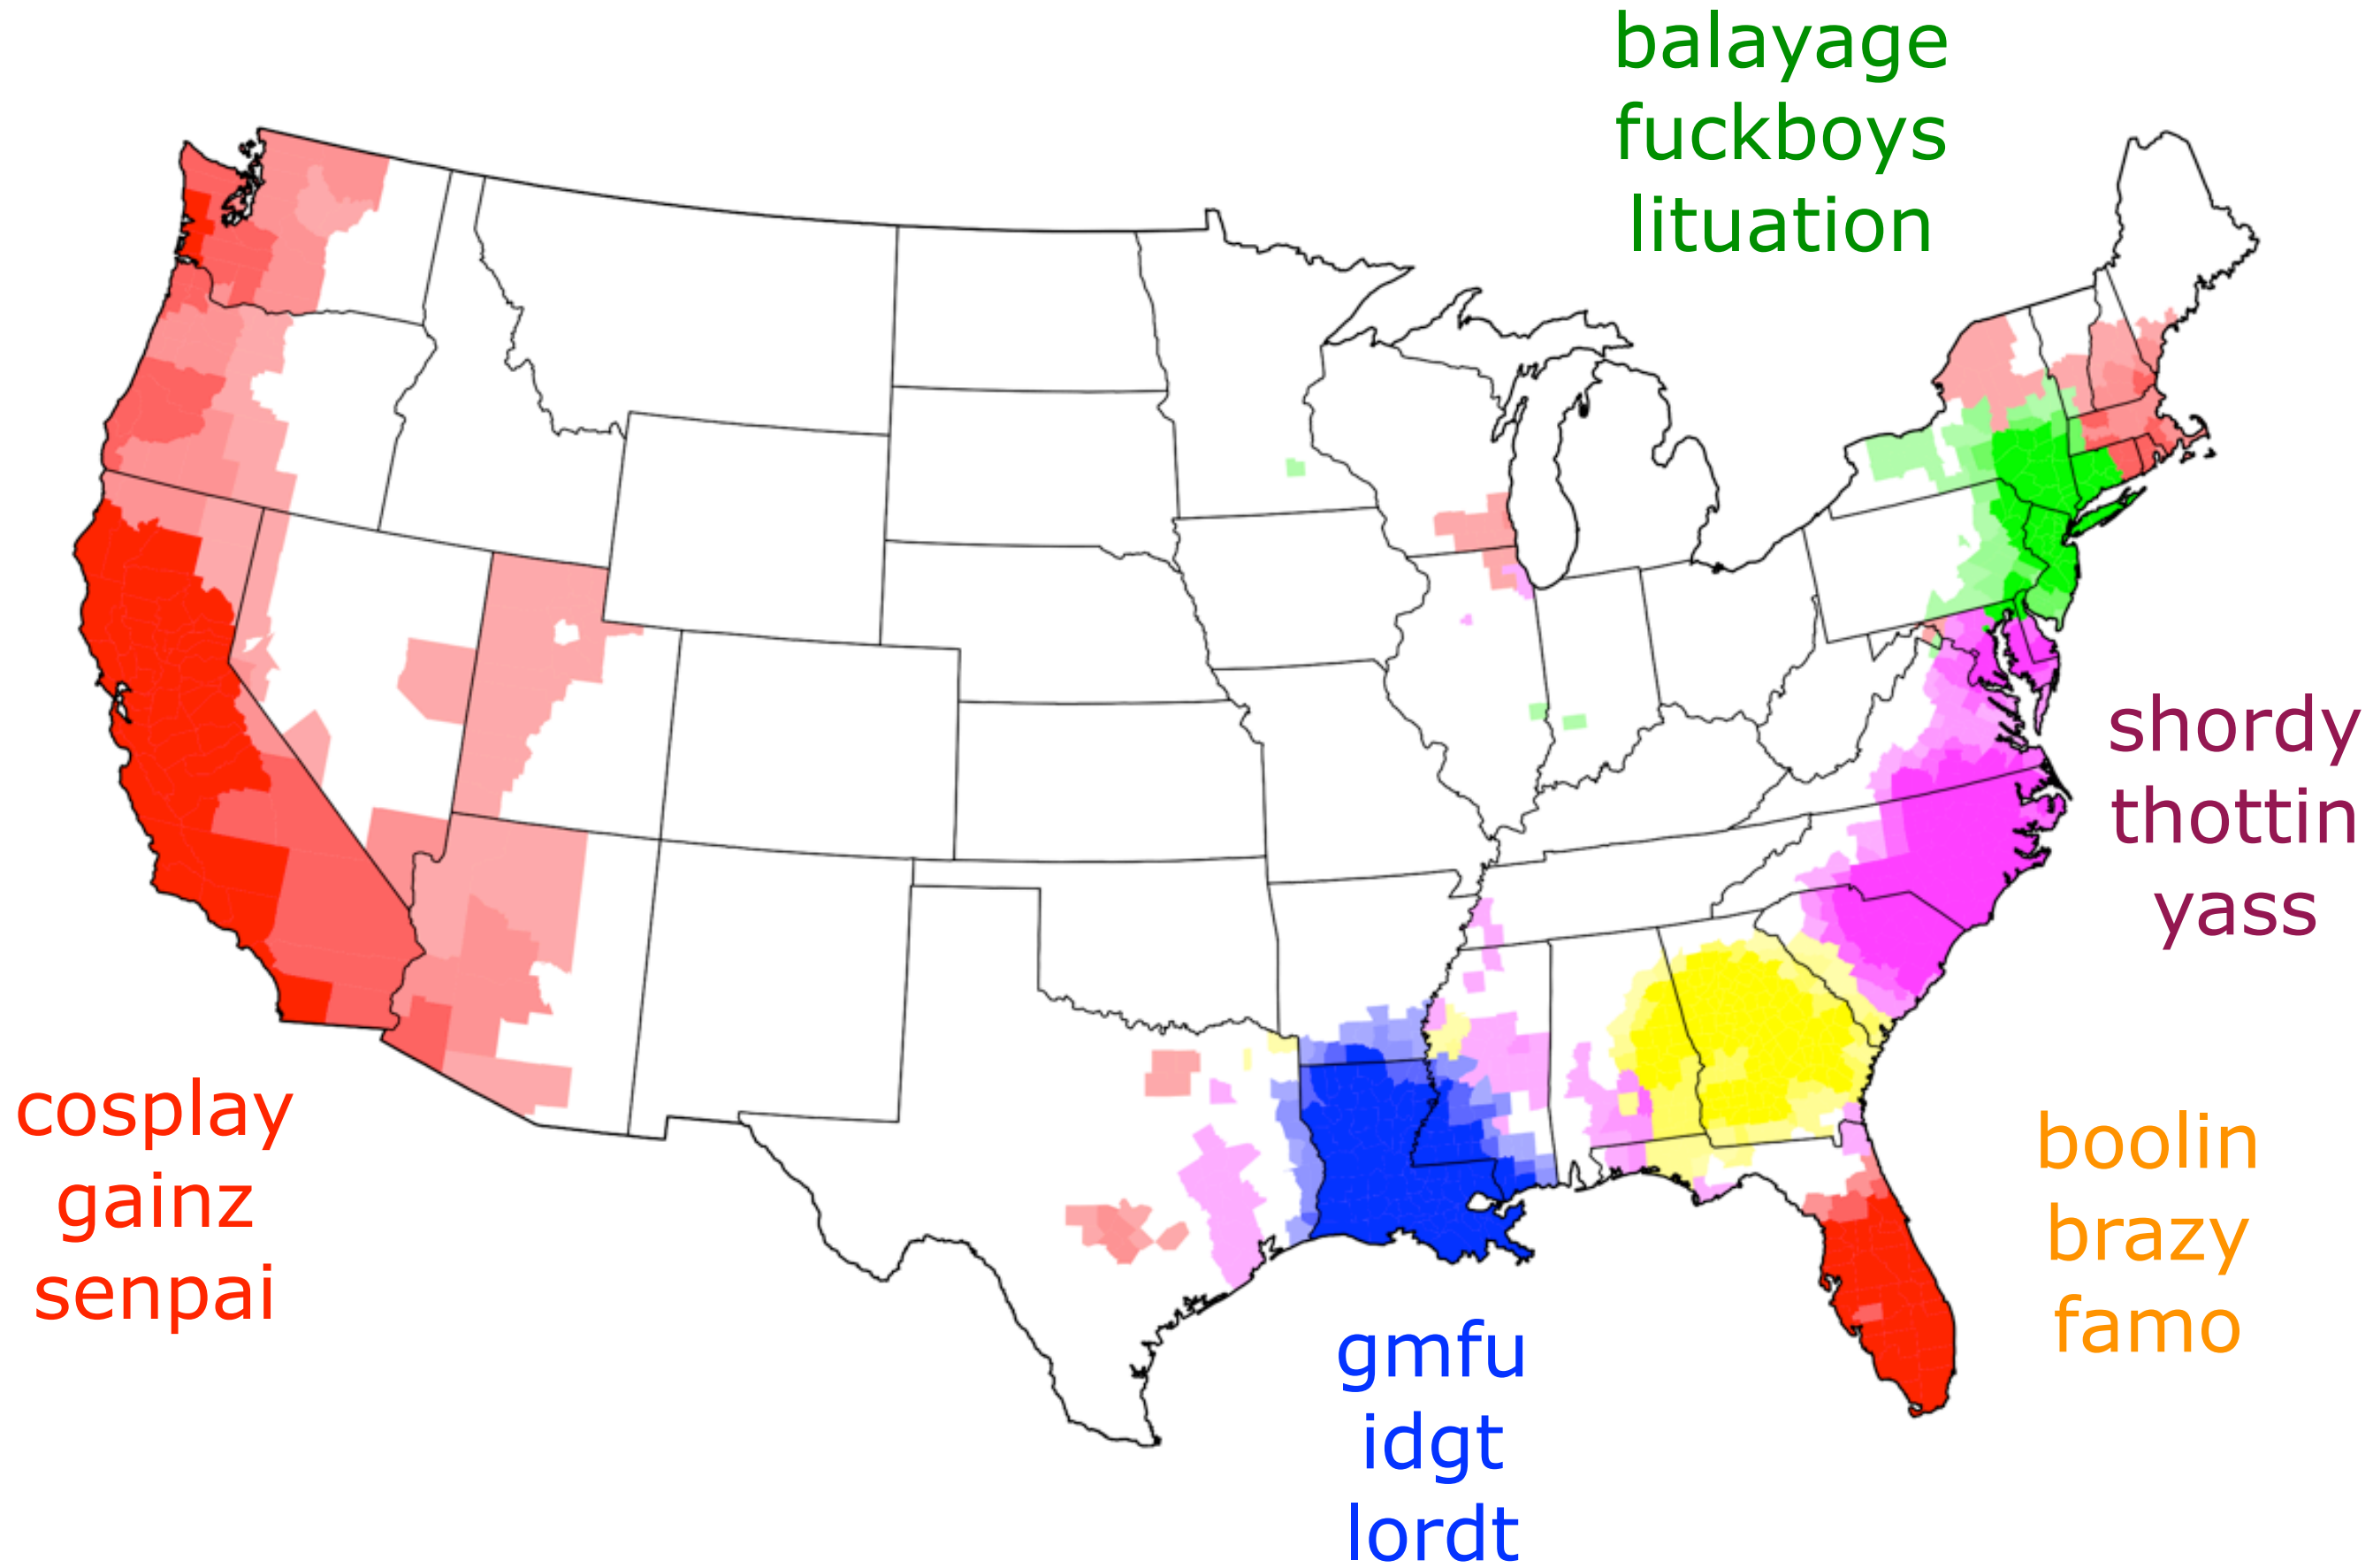 balayage
fuckboys
lituation
shordy
thottin
yass
cosplay
gainz
senpai
boolin
brazy
famo
gmfu
idgt
lordt